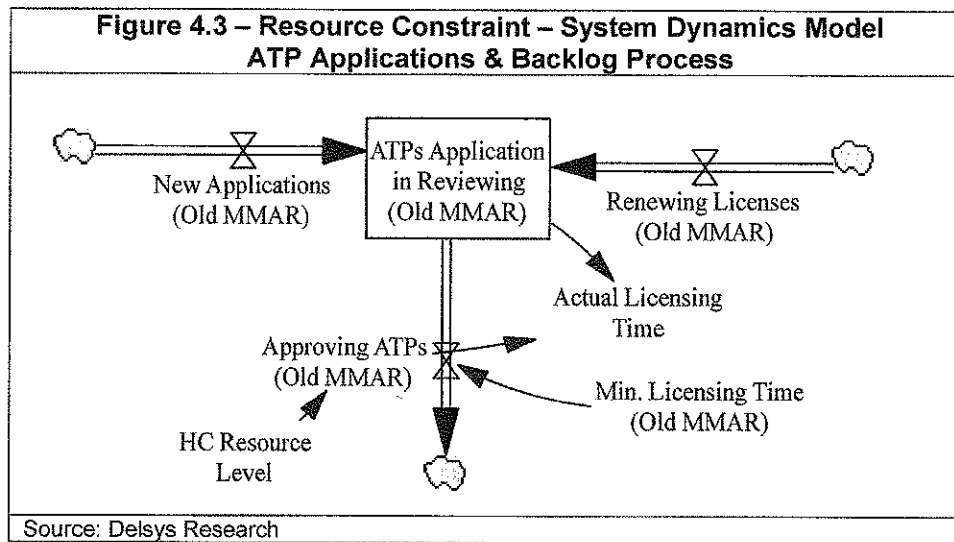 Figure 4.3 – Resource Constraint – System Dynamics Model
ATP Applications & Backlog Process
ATPs Application
in Reviewing
(Old MMAR)
New Applications
(Old MMAR)
Renewing Licenses
(Old MMAR)
Actual Licensing
Time
Approving ATPs
(Old MMAR)
Min. Licensing Time
(Old MMAR)
HC Resource
Level
Source: Delsys Research